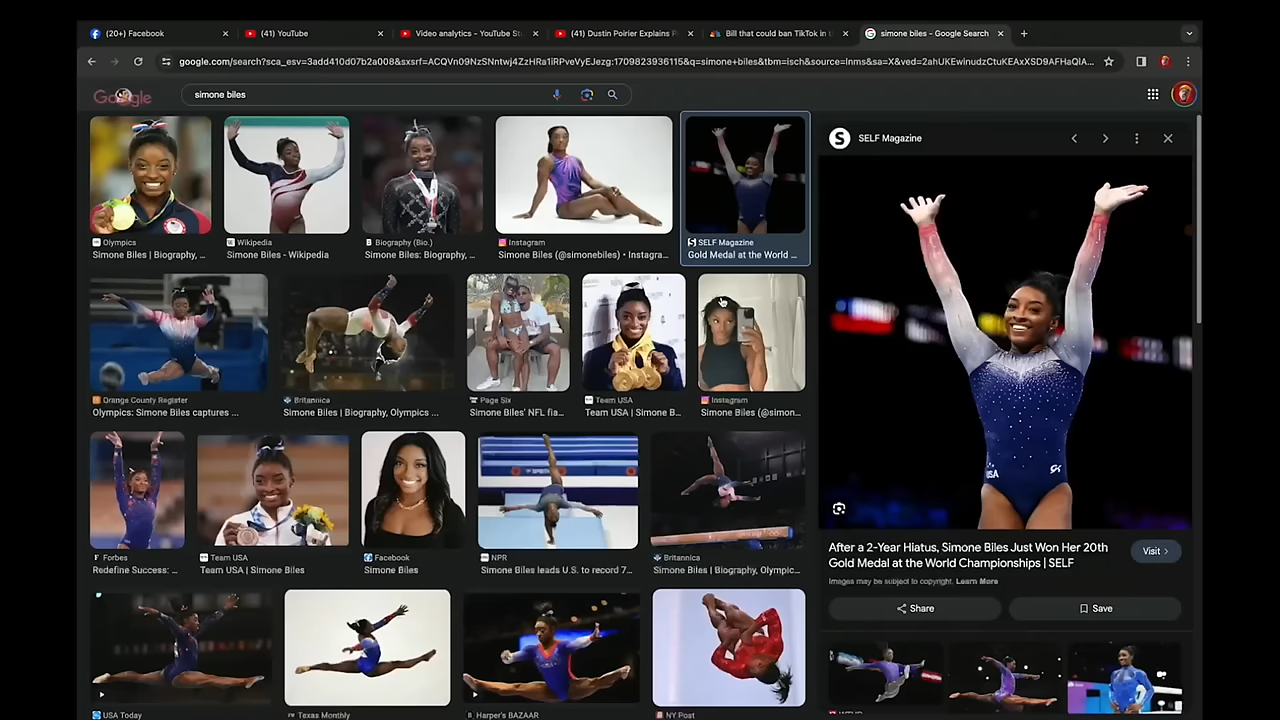 (20+) Facebook
(41) YouTube
Video analytics - YouTube St
(41) Dustin Poirier Explains P
Bill that could ban TikTok in t
simone biles - Google Search
google.com/search?sca_esv=3add410d07b2a008&sxsrf=ACQVn09NzSNntwj4ZzHRa1iRPveVyEJezg:1709823936115&q=simone+biles&tbm=isch&source=lnms&sa=X&ved=2ahUKEwinudzCtuKEAxXSD9AFHaQIA...
Google
simone biles
SELF Magazine
Olympics
Simone Biles | Biography, ...
Wikipedia
Simone Biles - Wikipedia
Biography (Bio.)
Simone Biles: Biography, ...
Instagram
Simone Biles (@simonebiles) • Instagra...
SELF Magazine
Gold Medal at the World ...
Orange County Register
Olympics: Simone Biles captures ...
Britannica
Simone Biles | Biography, Olympics ...
Page Six
Simone Biles' NFL fia...
Team USA
Team USA | Simone B...
Instagram
Simone Biles (@simon...
USA
Forbes
Redefine Success: ...
Team USA
Team USA | Simone Biles
Facebook
Simone Biles
NPR
Simone Biles leads U.S. to record 7...
Britannica
Simone Biles | Biography, Olympic...
After a 2-Year Hiatus, Simone Biles Just Won Her 20th
Gold Medal at the World Championships | SELF
Visit
Images may be subject to copyright. Learn More
Share
Save
USA Today
Texas Monthly
Harper's BAZAAR
NY Post